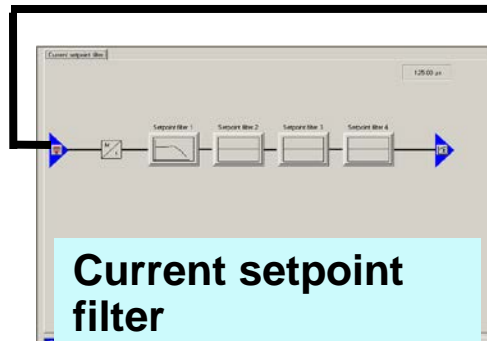 Current setpoint filter
125.00 µs
Setpoint filter 1 Setpoint filter 2 Setpoint filter 3 Setpoint filter 4
Current setpoint
filter